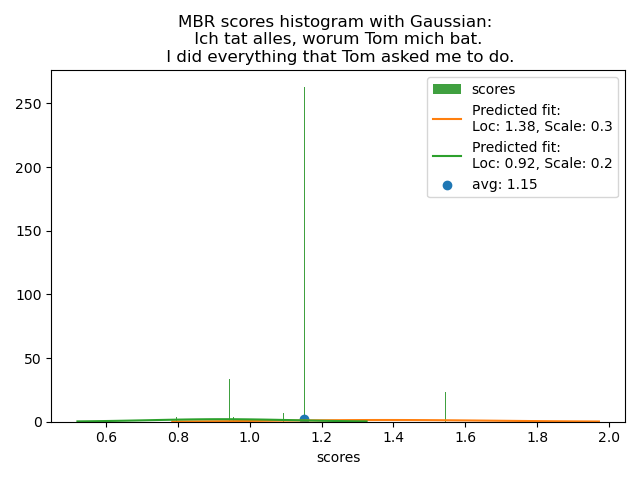 MBR scores histogram with Gaussian:
Ich tat alles, worum Tom mich bat.
I did everything that Tom asked me to do.
scores
Predicted fit:
Loc: 1.38, Scale: 0.3
Predicted fit:
Loc: 0.92, Scale: 0.2
avg: 1.15
250
200
150
100
50
0
0.6 0.8 1.0 1.2 1.4 1.6 1.8 2.0
scores